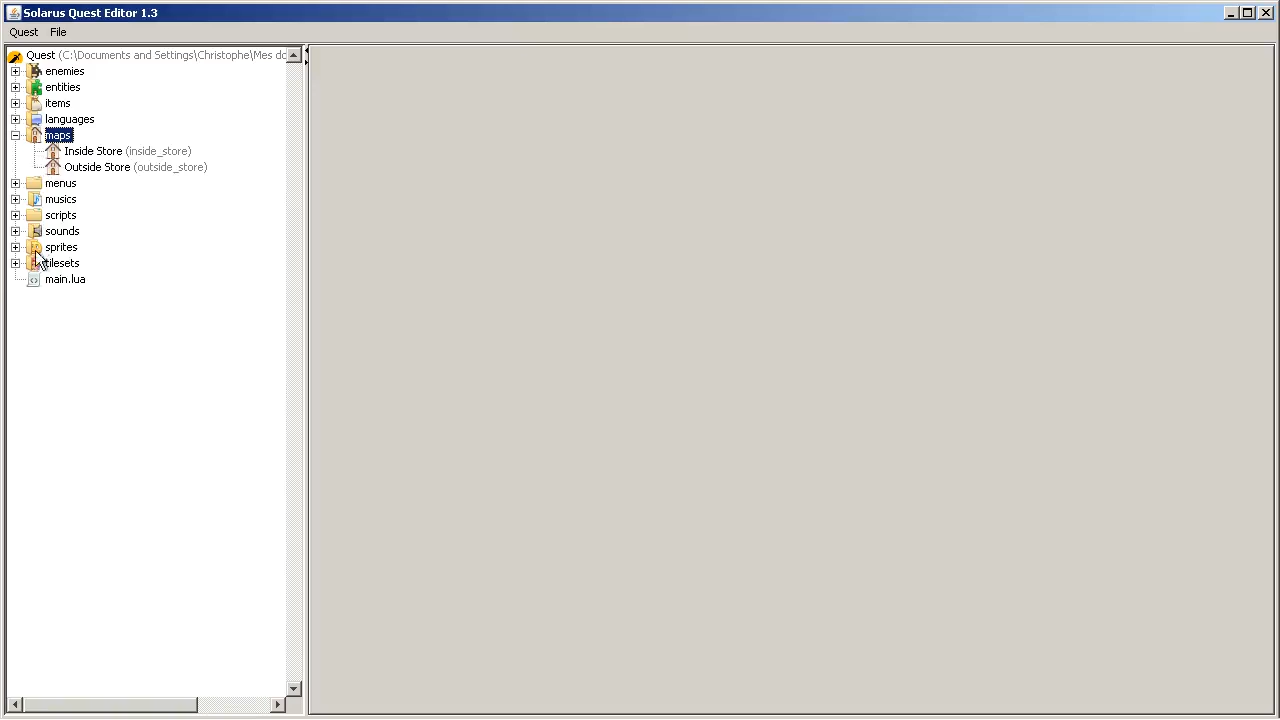 Solarus Quest Editor 1.3
Quest File
Quest (C:\Documents and Settings\Christophe\Mes do
enemies
entities
items
languages
maps
Inside Store (inside_store)
Outside Store (outside_store)
menus
musics
scripts
sounds
sprites
tilesets
main.lua